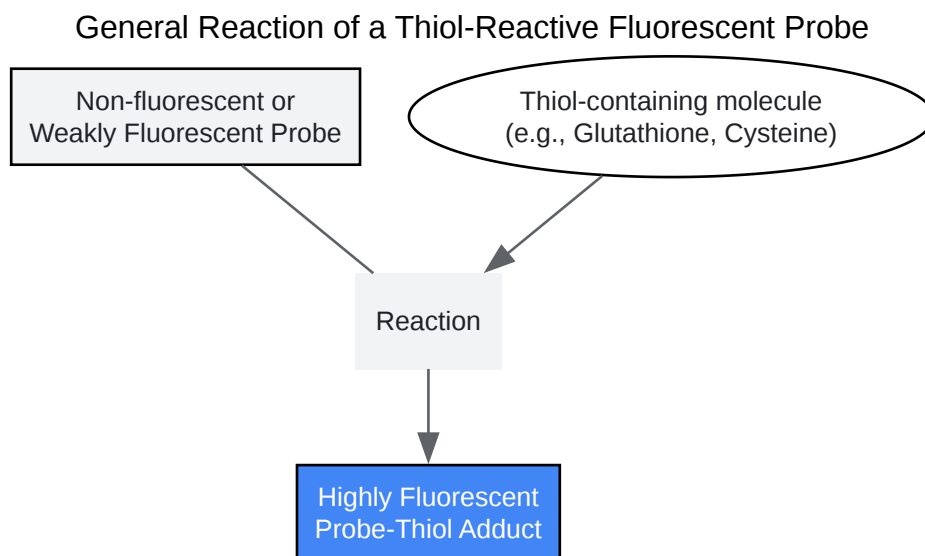 General Reaction of a Thiol-Reactive Fluorescent Probe
Non-fluorescent or
Weakly Fluorescent Probe
Thiol-containing molecule
(e.g., Glutathione, Cysteine)
Reaction
Highly Fluorescent
Probe-Thiol Adduct